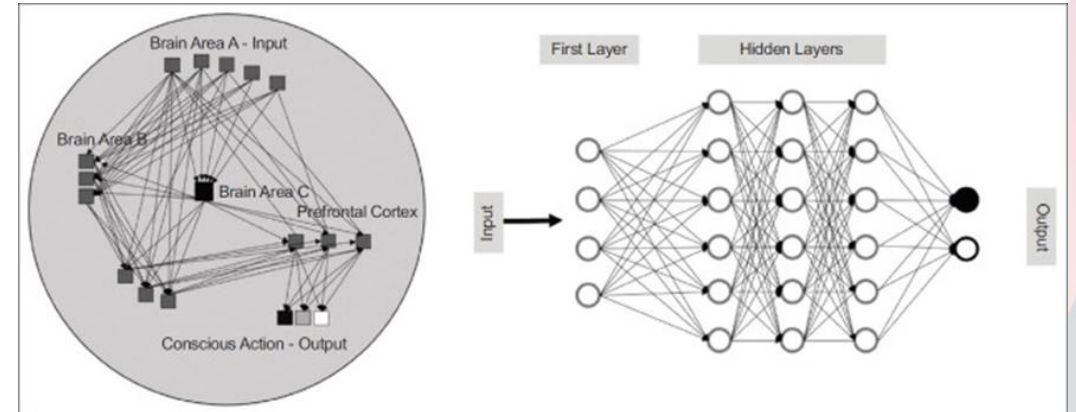 Brain Area A - Input
Brain Area B
Brain Area C
Prefrontal Cortex
Conscious Action - Output
First Layer
Hidden Layers
Input
Output